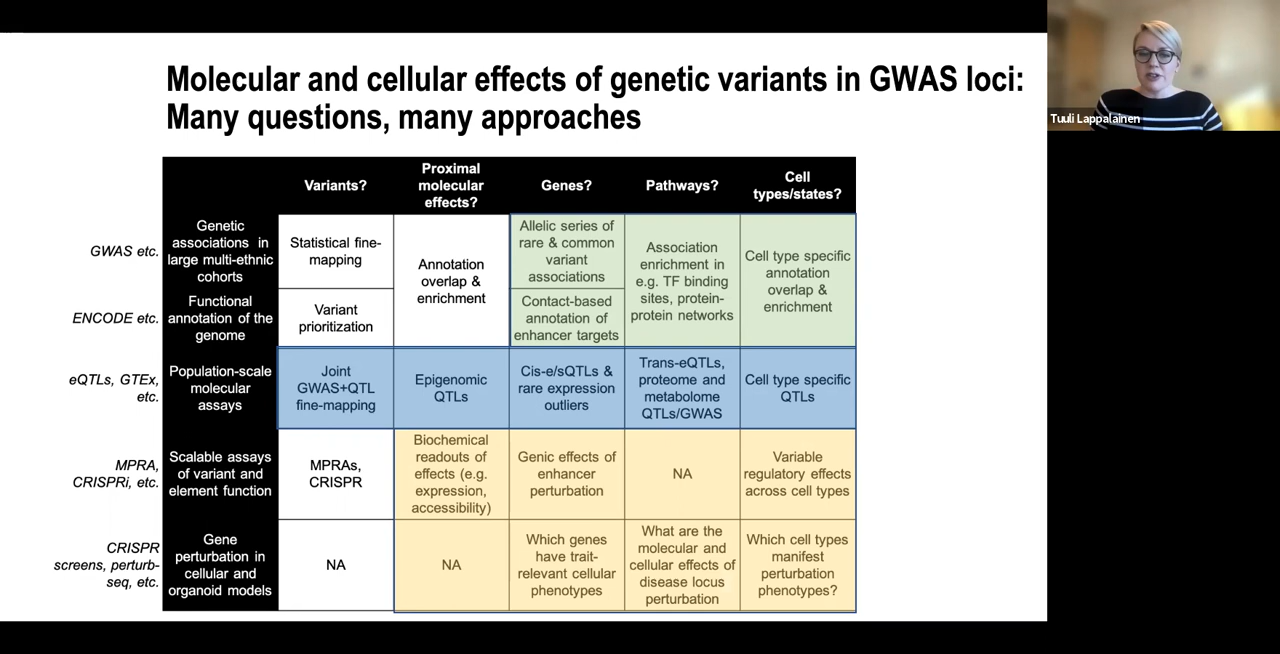 Molecular and cellular effects of genetic variants in GWAS loci:
Many questions, many approaches
Tuuli Lappalainen
Variants?
Proximal
molecular
effects?
Genes?
Pathways?
Cell
types/states?
GWAS etc.
Genetic
associations in
large multi-ethnic
cohorts
Statistical fine-
mapping
Annotation
overlap &
enrichment
Allelic series of
rare & common
variant
associations
Association
enrichment in
e.g. TF binding
sites, protein-
protein networks
Cell type specific
annotation
overlap &
enrichment
ENCODE etc.
Functional
annotation of the
genome
Variant
prioritization
Contact-based
annotation of
enhancer targets
eQTLs, GTEx,
etc.
Population-scale
molecular
assays
Joint
GWAS+QTL
fine-mapping
Epigenomic
QTLs
Cis-e/sQTLs &
rare expression
outliers
Trans-eQTLs,
proteome and
metabolome
QTLs/GWAS
Cell type specific
QTLs
MPRA,
CRISPRi, etc.
Scalable assays
of variant and
element function
MPRAs,
CRISPR
Biochemical
readouts of
effects (e.g.
expression,
accessibility)
Genic effects of
enhancer
perturbation
NA
Variable
regulatory effects
across cell types
CRISPR
screens, perturb-
seq, etc.
Gene
perturbation in
cellular and
organoid models
NA
NA
Which genes
have trait-
relevant cellular
phenotypes
What are the
molecular and
cellular effects of
disease locus
perturbation
Which cell types
manifest
perturbation
phenotypes?